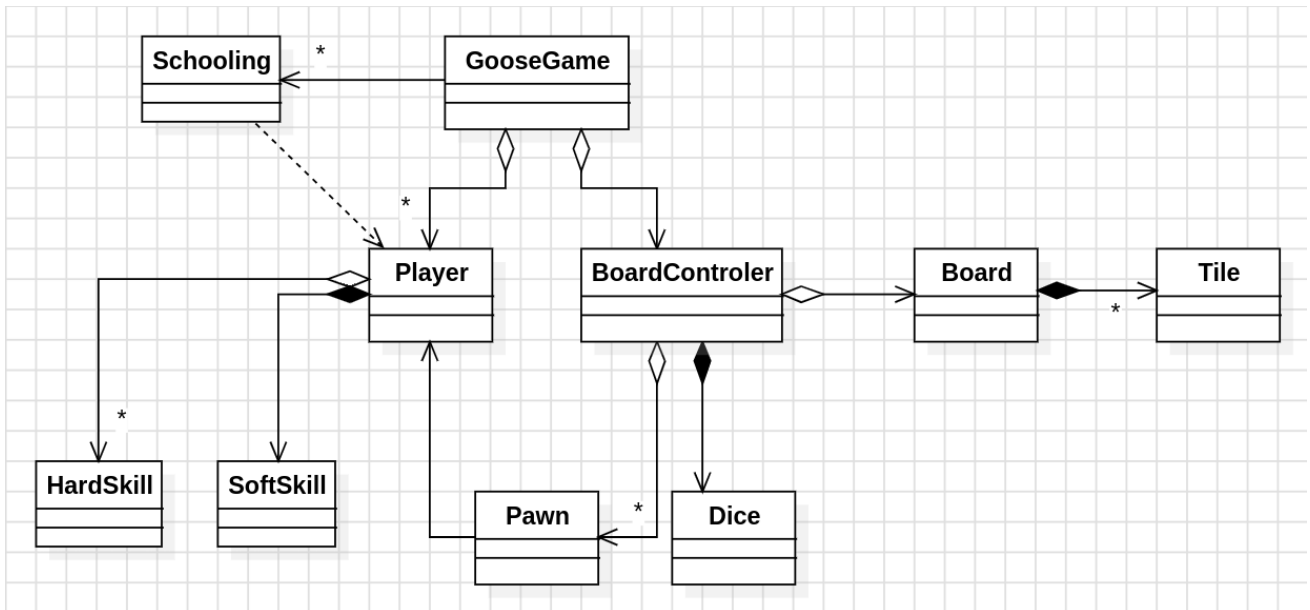 Schooling
*
GooseGame
*
Player
BoardControler
Board
*
Tile
*
HardSkill
SoftSkill
Pawn
*
Dice